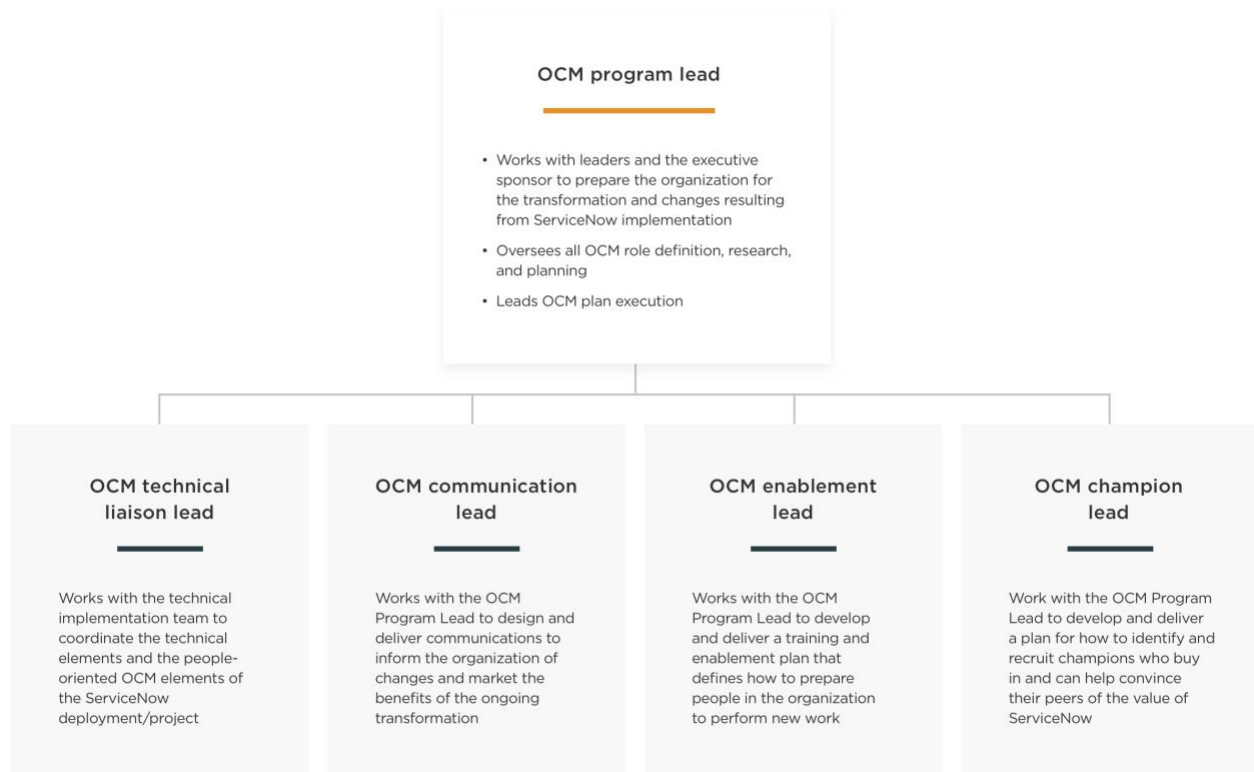 OCM program lead
• Works with leaders and the executive
sponsor to prepare the organization for
the transformation and changes resulting
from ServiceNow implementation
• Oversees all OCM role definition, research,
and planning
• Leads OCM plan execution
OCM technical
liaison lead
Works with the technical
implementation team to
coordinate the technical
elements and the people-
oriented OCM elements of
the ServiceNow
deployment/project
OCM communication
lead
Works with the OCM
Program Lead to design and
deliver communications to
inform the organization of
changes and market the
benefits of the ongoing
transformation
OCM enablement
lead
Works with the OCM
Program Lead to develop
and deliver a training and
enablement plan that
defines how to prepare
people in the organization
to perform new work
OCM champion
lead
Work with the OCM Program
Lead to develop and deliver
a plan for how to identify and
recruit champions who buy
in and can help convince
their peers of the value of
ServiceNow